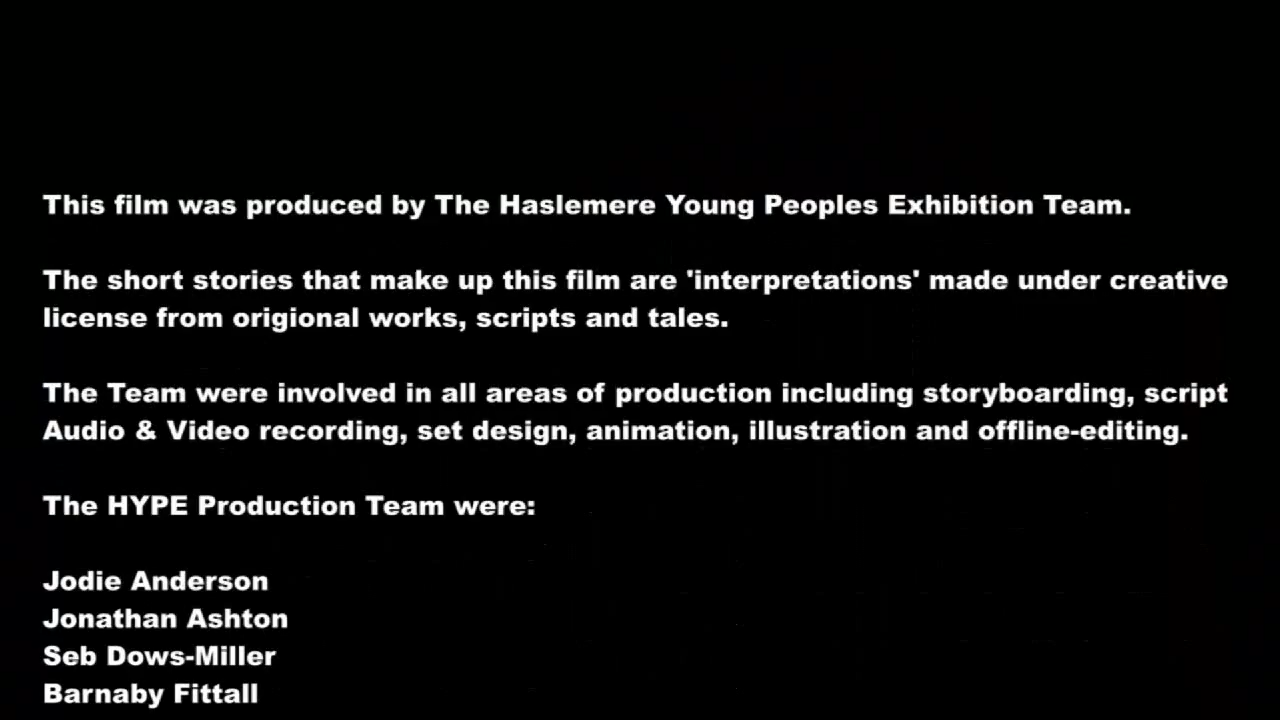 This film was produced by The Haslemere Young Peoples Exhibition Team.
The short stories that make up this film are 'interpretations' made under creative
license from origional works, scripts and tales.
The Team were involved in all areas of production including storyboarding, script
Audio & Video recording, set design, animation, illustration and offline-editing.
The HYPE Production Team were:
Jodie Anderson
Jonathan Ashton
Seb Dows-Miller
Barnaby Fittall